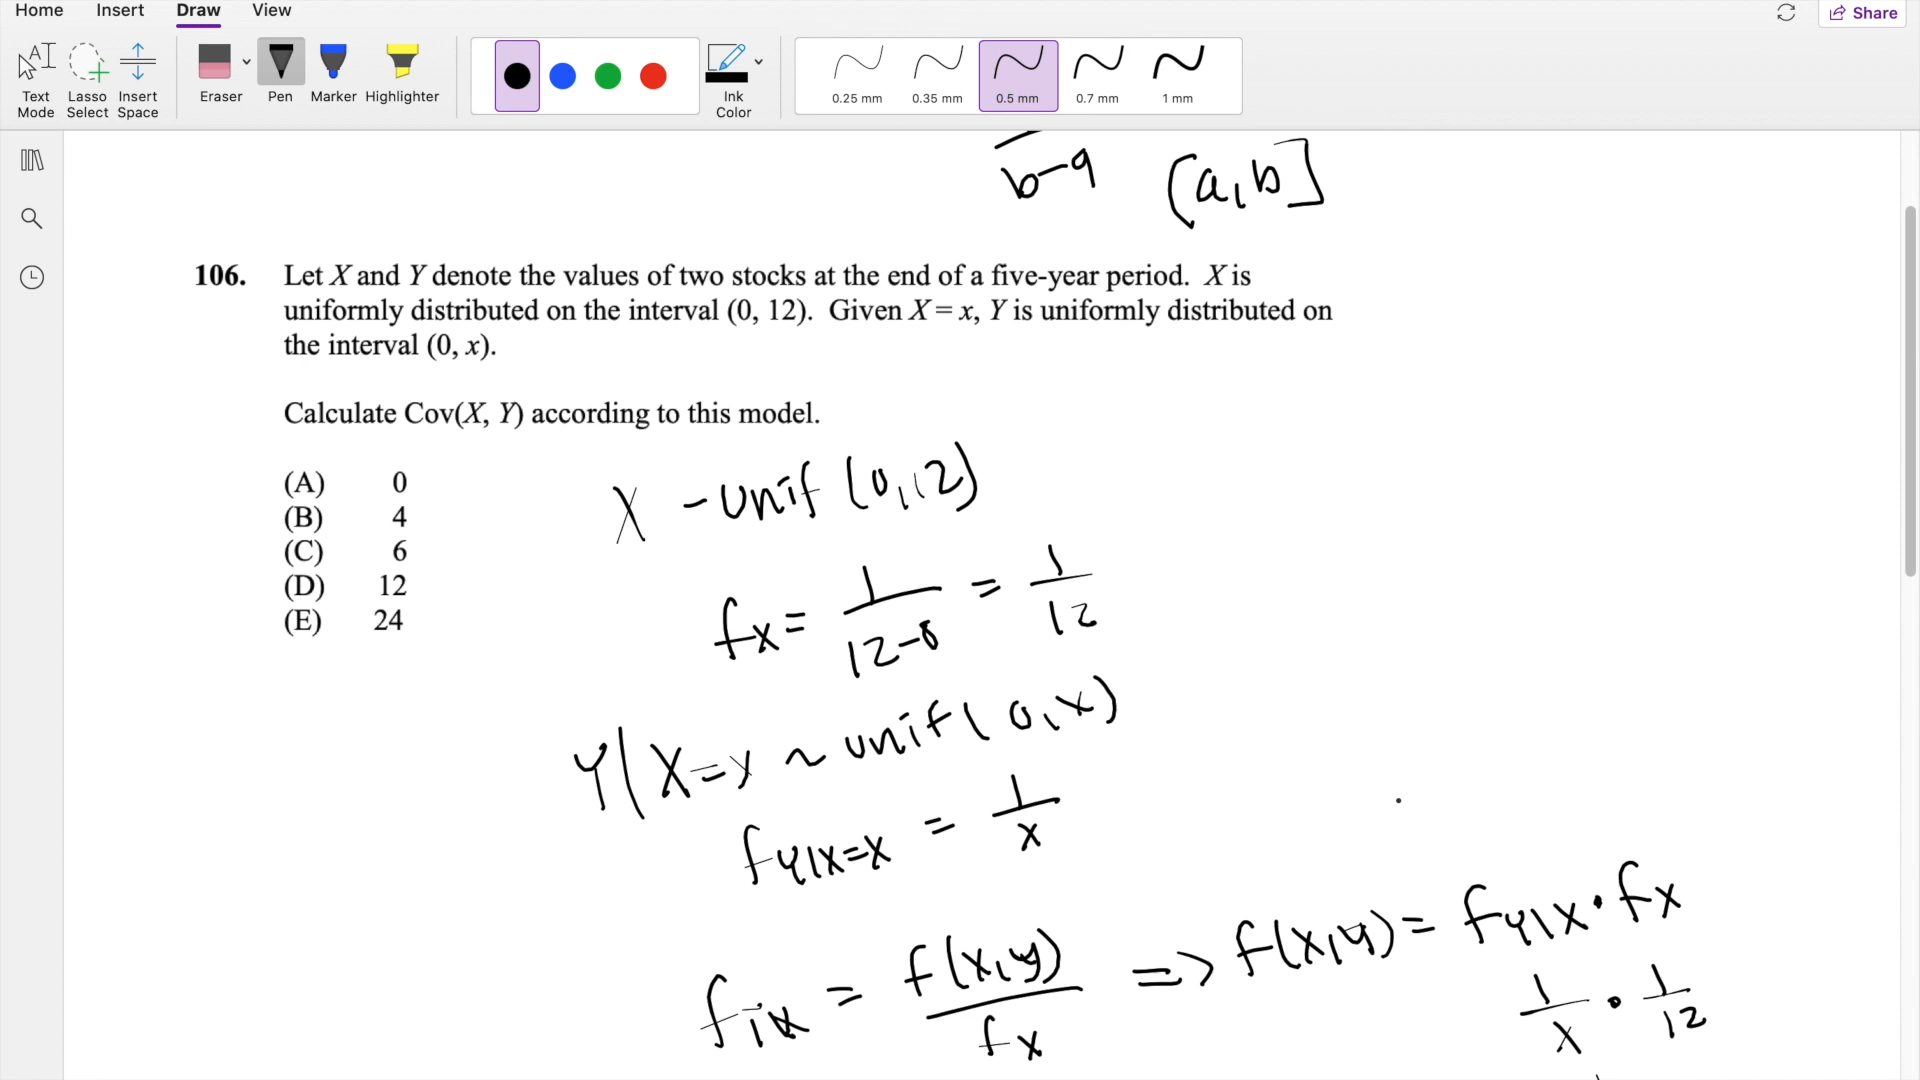 Home Insert Draw View
Share
Text Mode
Lasso Select
Insert Space
Eraser
Pen
Marker
Highlighter
Ink Color
0.25 mm
0.35 mm
0.5 mm
0.7 mm
1 mm
b-a (a,b]
106. Let X and Y denote the values of two stocks at the end of a five-year period. X is
uniformly distributed on the interval (0, 12). Given X = x, Y is uniformly distributed on
the interval (0, x).
Calculate Cov(X, Y) according to this model.
(A) 0
(B) 4
(C) 6
(D) 12
(E) 24
X - unif (0,12)
fx = 1/12-0 = 1/12
Y|X=x ~ unif(0,x)
fy|x=x = 1/x
f(x,y)/fx => f(x,y) = fy|x • fx
1/x • 1/12